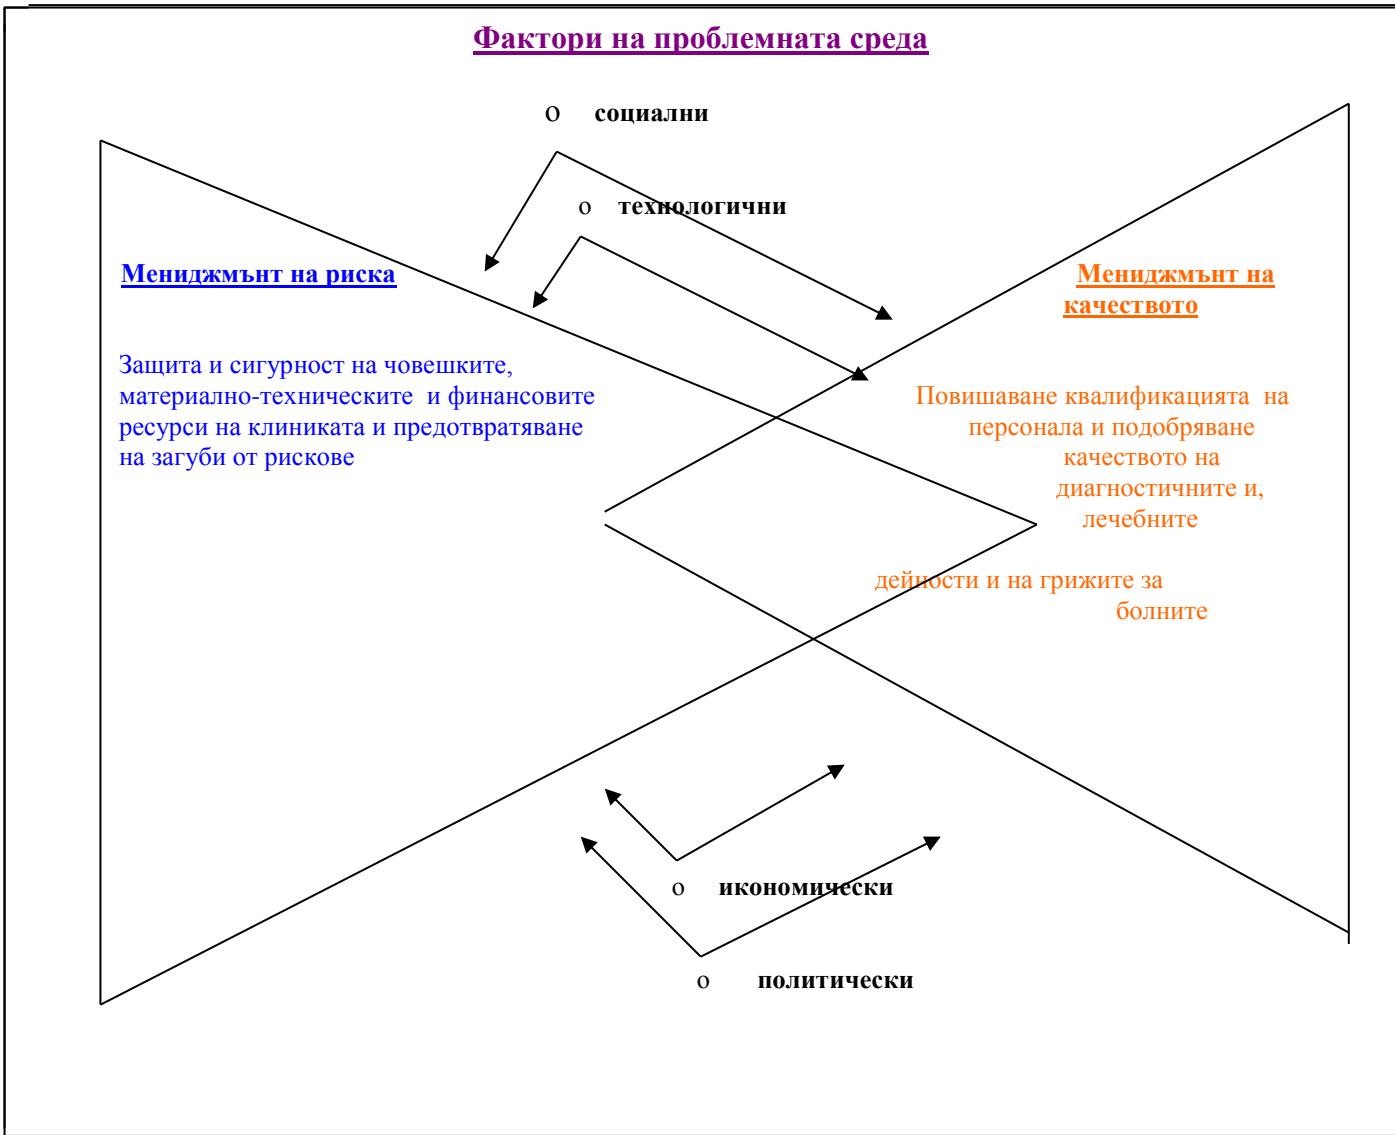 Фактори на проблемната среда
o социални
o технологични
Мениджмънт на риска
Защита и сигурност на човешките,
материално-техническите и финансовите
ресурси на клиниката и предотвратяване
на загуби от рискове
Мениджмънт на
качеството
Повишаване квалификацията на
персонала и подобряване
качеството на
диагностичните и,
лечебните
дейности и на грижите за
болните
o икономически
o политически